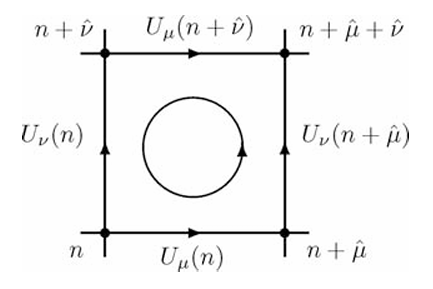 n + ν̂ U_μ(n + ν̂) n + μ̂ + ν̂
U_ν(n) U_ν(n + μ̂)
n U_μ(n) n + μ̂